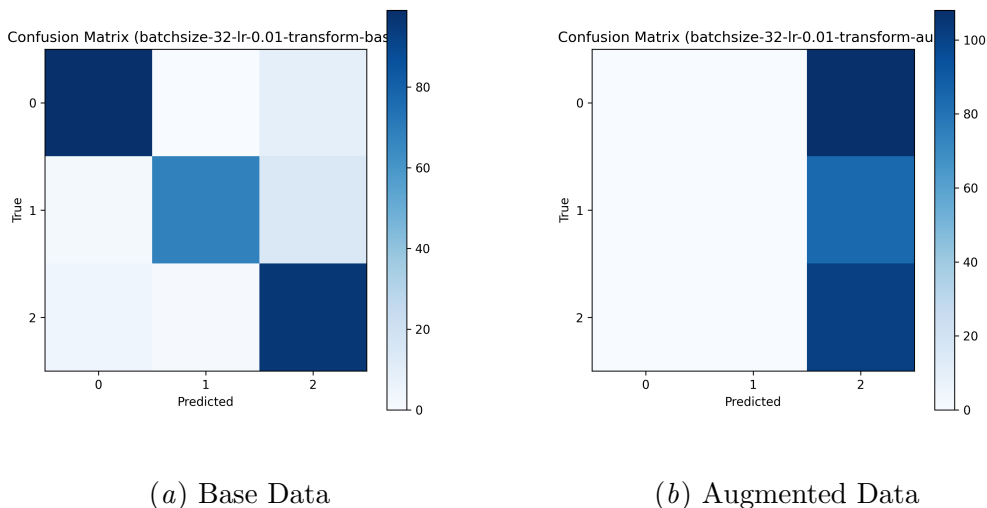 Confusion Matrix (batchsize-32-lr-0.01-transform-bas
0
1
2
True
0
1
2
Predicted
80
60
40
20
0
(a) Base Data
Confusion Matrix (batchsize-32-lr-0.01-transform-au
0
1
2
True
0
1
2
Predicted
100
80
60
40
20
0
(b) Augmented Data